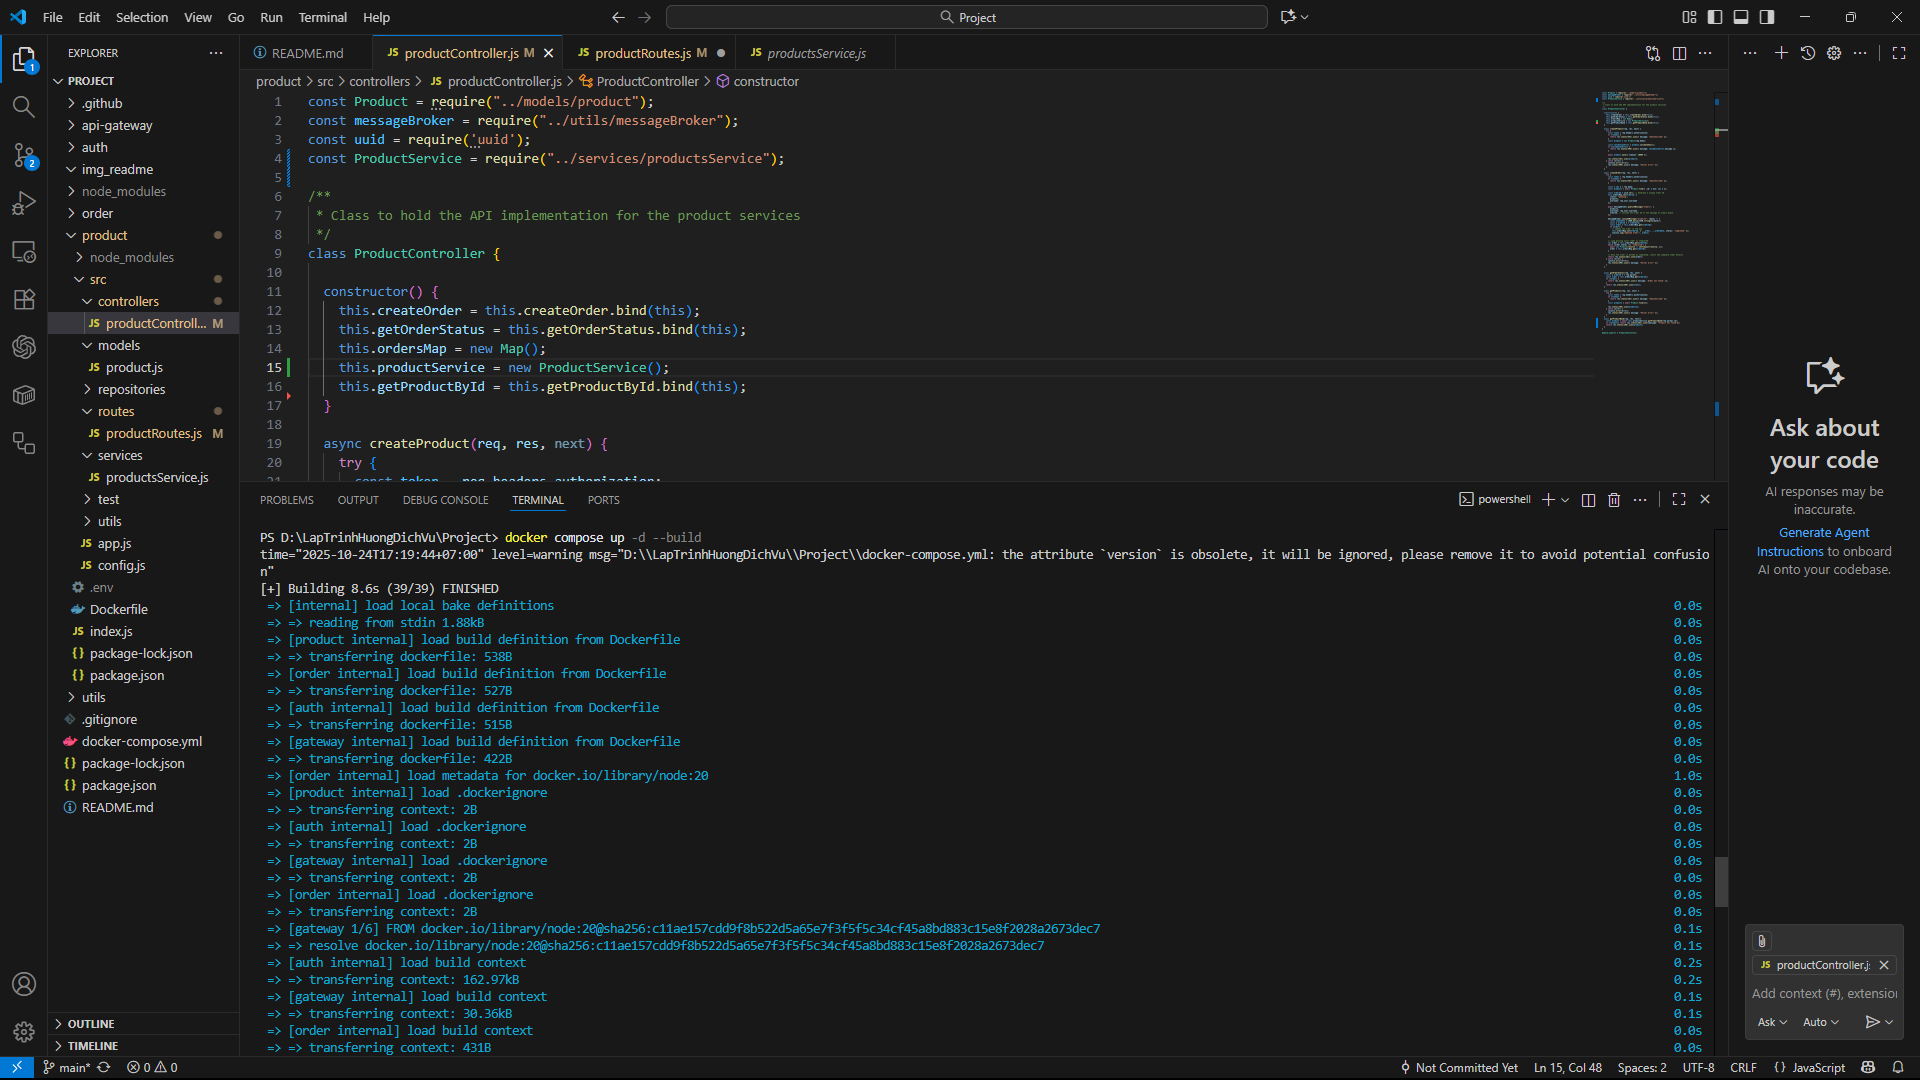 File Edit Selection View Go Run Terminal Help
Project
EXPLORER
PROJECT
.github
api-gateway
auth
img_readme
node_modules
order
product
node_modules
src
controllers
productControll... M
models
product.js
repositories
routes
productRoutes.js M
services
productsService.js
test
utils
app.js
config.js
.env
Dockerfile
index.js
package-lock.json
package.json
utils
.gitignore
docker-compose.yml
package-lock.json
package.json
README.md
OUTLINE
TIMELINE
README.md
JS productController.js M
JS productRoutes.js M
JS productsService.js
product > src > controllers > JS productController.js > ProductController > constructor
1 const Product = require("../models/product");
2 const messageBroker = require("../utils/messageBroker");
3 const uuid = require('uuid');
4 const ProductService = require("../services/productsService");
5
6 /**
7 * Class to hold the API implementation for the product services
8 */
9 class ProductController {
10
11 constructor() {
12 this.createOrder = this.createOrder.bind(this);
13 this.getOrderStatus = this.getOrderStatus.bind(this);
14 this.ordersMap = new Map();
15 this.productService = new ProductService();
16 this.getProductById = this.getProductById.bind(this);
17 }
18
19 async createProduct(req, res, next) {
20 try {
21 const token = req.headers.authorization;
PROBLEMS OUTPUT DEBUG CONSOLE TERMINAL PORTS
powershell
PS D:\LapTrinhHuongDichVu\Project> docker compose up -d --build
time="2025-10-24T17:19:44+07:00" level=warning msg="D:\\LapTrinhHuongDichVu\\Project\\docker-compose.yml: the attribute `version` is obsolete, it will be ignored, please remove it to avoid potential confusio
n"
[+] Building 8.6s (39/39) FINISHED
=> [internal] load local bake definitions 0.0s
=> => reading from stdin 1.88kB 0.0s
=> [product internal] load build definition from Dockerfile 0.0s
=> => transferring dockerfile: 538B 0.0s
=> [order internal] load build definition from Dockerfile 0.0s
=> => transferring dockerfile: 527B 0.0s
=> [auth internal] load build definition from Dockerfile 0.0s
=> => transferring dockerfile: 515B 0.0s
=> [gateway internal] load build definition from Dockerfile 0.0s
=> => transferring dockerfile: 422B 0.0s
=> [order internal] load metadata for docker.io/library/node:20 1.0s
=> [product internal] load .dockerignore 0.0s
=> => transferring context: 2B 0.0s
=> [auth internal] load .dockerignore 0.0s
=> => transferring context: 2B 0.0s
=> [gateway internal] load .dockerignore 0.0s
=> => transferring context: 2B 0.0s
=> [order internal] load .dockerignore 0.0s
=> => transferring context: 2B 0.0s
=> [gateway 1/6] FROM docker.io/library/node:20@sha256:c11ae157cdd9f8b522d5a65e7f3f5f5c34cf45a8bd883c15e8f2028a2673dec7 0.1s
=> => resolve docker.io/library/node:20@sha256:c11ae157cdd9f8b522d5a65e7f3f5f5c34cf45a8bd883c15e8f2028a2673dec7 0.1s
=> [auth internal] load build context 0.2s
=> => transferring context: 162.97kB 0.2s
=> [gateway internal] load build context 0.1s
=> => transferring context: 30.36kB 0.1s
=> [order internal] load build context 0.0s
=> => transferring context: 431B 0.0s
Ask about
your code
AI responses may be
inaccurate.
Generate Agent
Instructions to onboard
AI onto your codebase.
JS productController.j
Add context (#), extension
Ask Auto
main* 0 0
Not Committed Yet Ln 15, Col 48 Spaces: 2 UTF-8 CRLF {} JavaScript